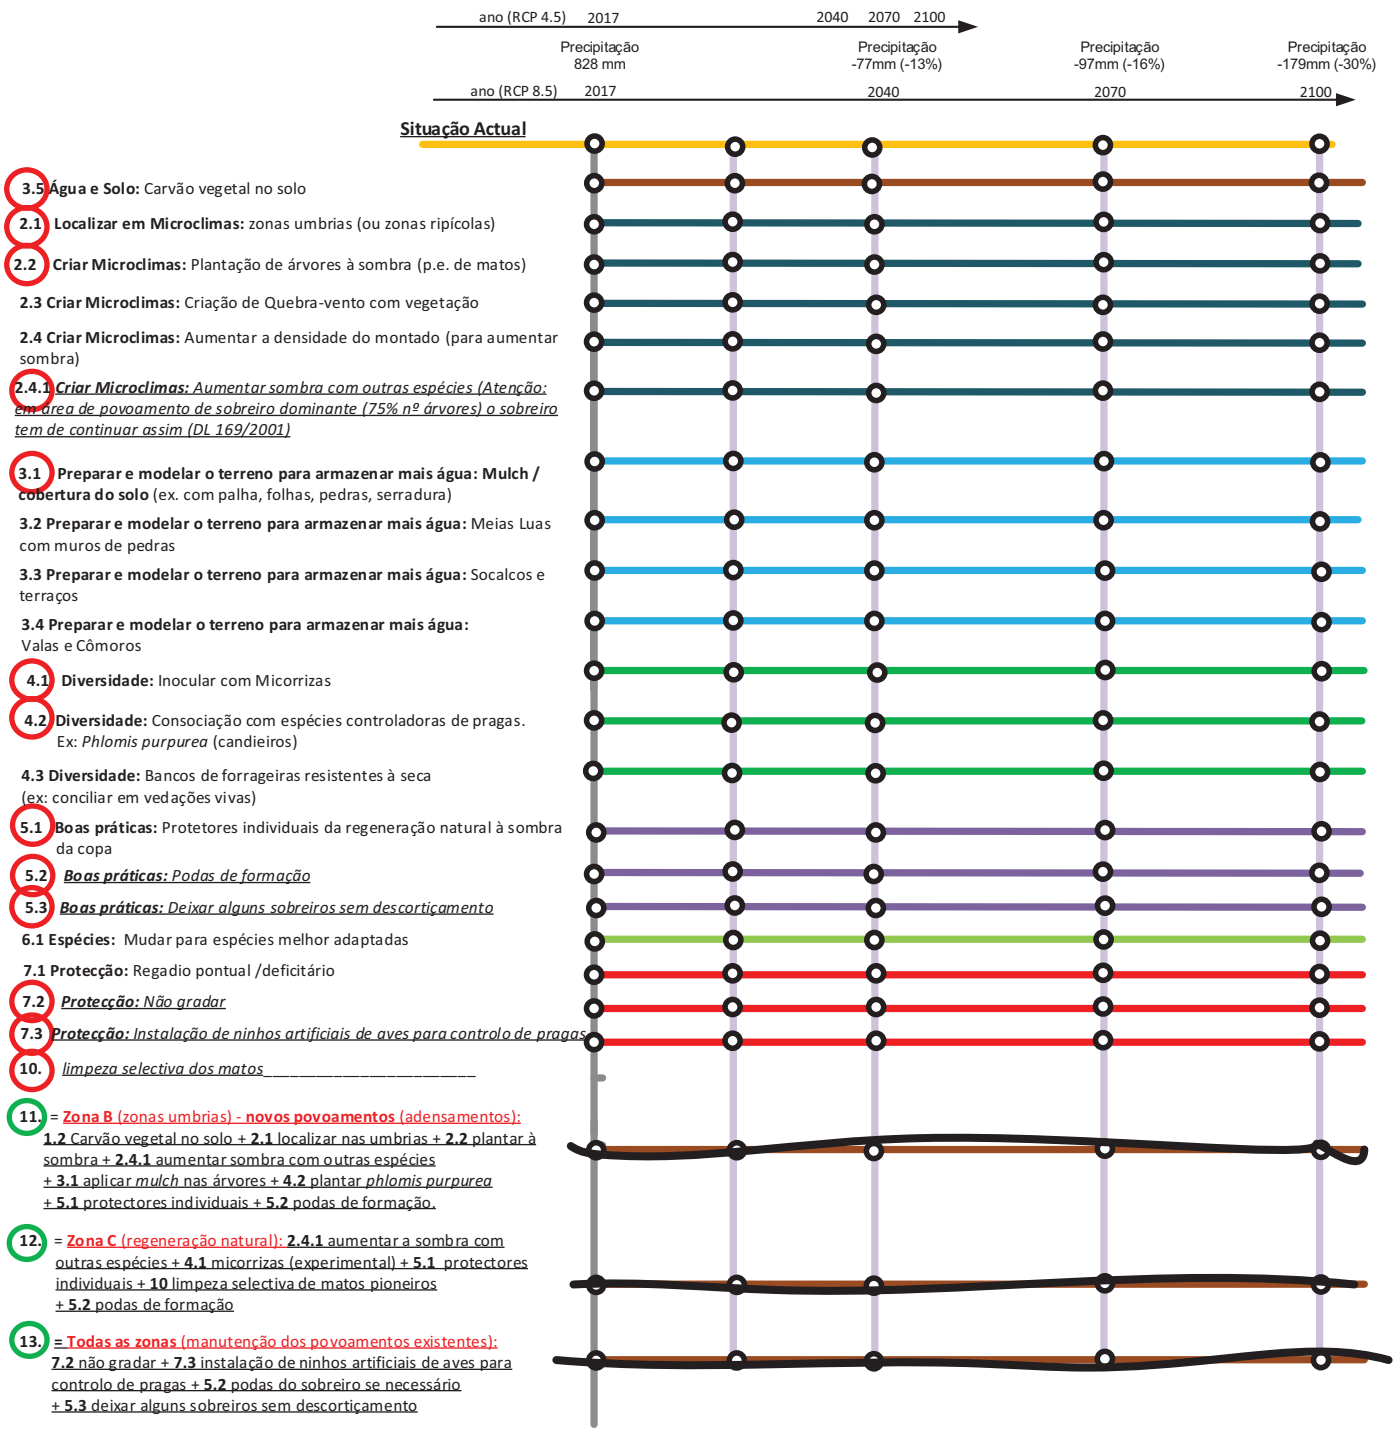 ano (RCP 4.5) 2017 2040 2070 2100
Precipitação Precipitação Precipitação Precipitação
828 mm -77mm (-13%) -97mm (-16%) -179mm (-30%)
ano (RCP 8.5) 2017 2040 2070 2100
Situação Actual
3.5 Água e Solo: Carvão vegetal no solo
2.1 Localizar em Microclimas: zonas umbrias (ou zonas ripícolas)
2.2 Criar Microclimas: Plantação de árvores à sombra (p.e. de matos)
2.3 Criar Microclimas: Criação de Quebra-vento com vegetação
2.4 Criar Microclimas: Aumentar a densidade do montado (para aumentar
sombra)
2.4.1 Criar Microclimas: Aumentar sombra com outras espécies (Atenção:
em área de povoamento de sobreiro dominante (75% nº árvores) o sobreiro
tem de continuar assim (DL 169/2001)
3.1 Preparar e modelar o terreno para armazenar mais água: Mulch /
cobertura do solo (ex. com palha, folhas, pedras, serradura)
3.2 Preparar e modelar o terreno para armazenar mais água: Meias Luas
com muros de pedras
3.3 Preparar e modelar o terreno para armazenar mais água: Socalcos e
terraços
3.4 Preparar e modelar o terreno para armazenar mais água:
Valas e Cômoros
4.1 Diversidade: Inocular com Micorrizas
4.2 Diversidade: Consociação com espécies controladoras de pragas.
Ex: Phlomis purpurea (candieiros)
4.3 Diversidade: Bancos de forrageiras resistentes à seca
(ex: conciliar em vedações vivas)
5.1 Boas práticas: Protetores individuais da regeneração natural à sombra
da copa
5.2 Boas práticas: Podas de formação
5.3 Boas práticas: Deixar alguns sobreiros sem descortiçamento
6.1 Espécies: Mudar para espécies melhor adaptadas
7.1 Protecção: Regadio pontual /deficitário
7.2 Protecção: Não gradar
7.3 Protecção: Instalação de ninhos artificiais de aves para controlo de pragas
10. limpeza selectiva dos matos________________________
11. = Zona B (zonas umbrias) - novos povoamentos (adensamentos):
1.2 Carvão vegetal no solo + 2.1 localizar nas umbrias + 2.2 plantar à
sombra + 2.4.1 aumentar sombra com outras espécies
+ 3.1 aplicar mulch nas árvores + 4.2 plantar phlomis purpurea
+ 5.1 protectores individuais + 5.2 podas de formação.
12. = Zona C (regeneração natural): 2.4.1 aumentar a sombra com
outras espécies + 4.1 micorrizas (experimental) + 5.1 protectores
individuais + 10 limpeza selectiva de matos pioneiros
+ 5.2 podas de formação
13. = Todas as zonas (manutenção dos povoamentos existentes):
7.2 não gradar + 7.3 instalação de ninhos artificiais de aves para
controlo de pragas + 5.2 podas do sobreiro se necessário
+ 5.3 deixar alguns sobreiros sem descortiçamento